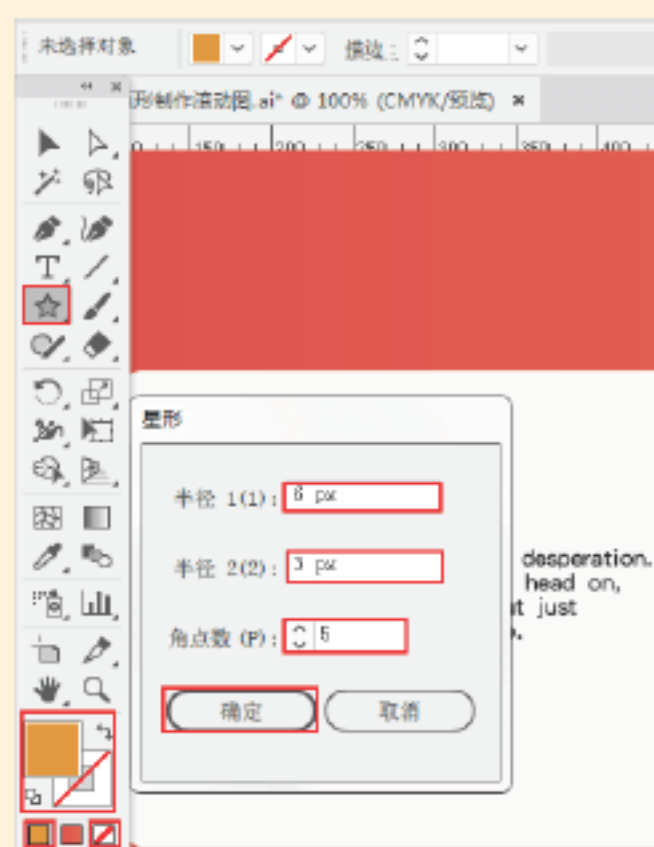 未选择对象
描边：
形制作滚动图.ai* @ 100% (CMYK/预览) ×
0 150 200 250 300 350 400
星形
半径 1(1): 6 px
desperation.
半径 2(2): 3 px
head on,
it just
角点数 (P): 5
确定 取消